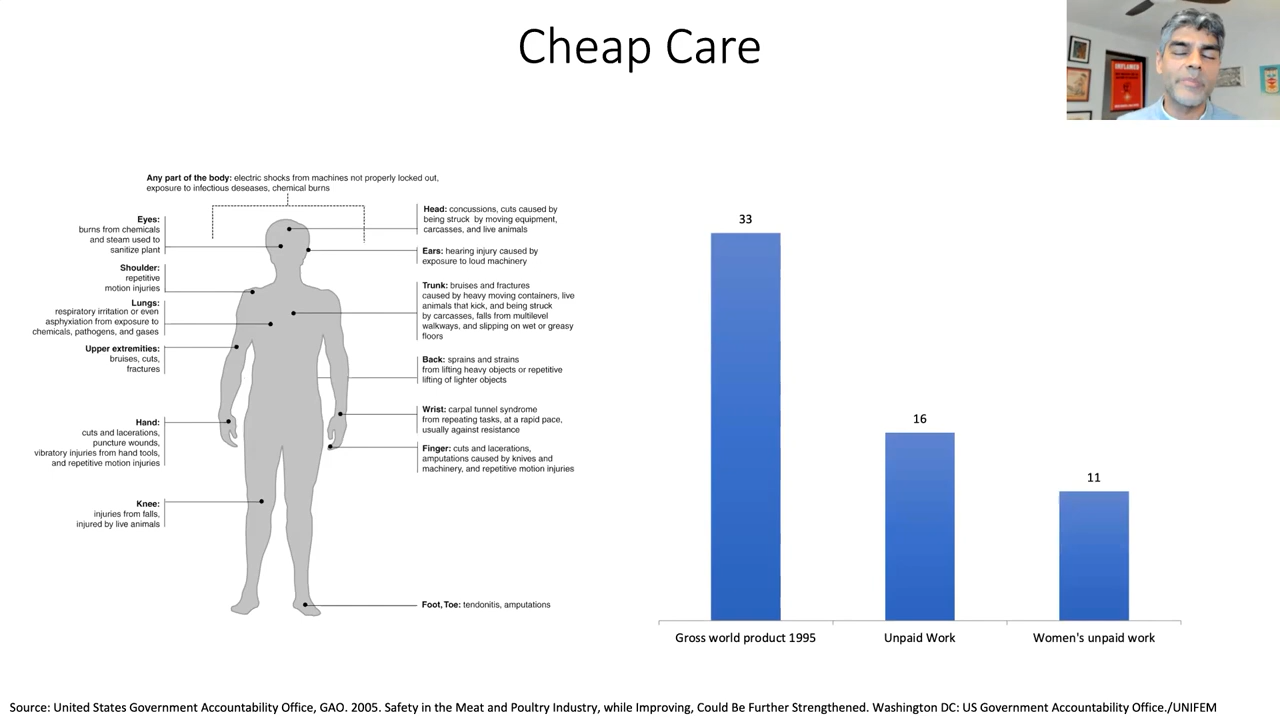 Cheap Care
INFLAMED
Any part of the body: electric shocks from machines not properly locked out,
exposure to infectious diseases, chemical burns
Eyes:
burns from chemicals
and steam used to
sanitize plant
Shoulder:
repetitive
motion injuries
Lungs:
respiratory irritation or even
asphyxiation from exposure to
chemicals, pathogens, and gases
Upper extremities:
bruises, cuts,
fractures
Hand:
cuts and lacerations,
puncture wounds,
vibratory injuries from hand tools,
and repetitive motion injuries
Knee:
injuries from falls,
injured by live animals
Head: concussions, cuts caused by
being struck by moving equipment,
carcasses, and live animals
Ears: hearing injury caused by
exposure to loud machinery
Trunk: bruises and fractures
caused by heavy moving containers, live
animals that kick, and being struck
by carcasses, falls from multilevel
walkways, and slipping on wet or greasy
floors
Back: sprains and strains
from lifting heavy objects or repetitive
lifting of lighter objects
Wrist: carpal tunnel syndrome
from repeating tasks, at a rapid pace,
usually against resistance
Finger: cuts and lacerations,
amputations caused by knives and
machinery, and repetitive motion injuries
Foot, Toe: tendonitis, amputations
33
16
11
Gross world product 1995
Unpaid Work
Women's unpaid work
Source: United States Government Accountability Office, GAO. 2005. Safety in the Meat and Poultry Industry, while Improving, Could Be Further Strengthened. Washington DC: US Government Accountability Office./UNIFEM